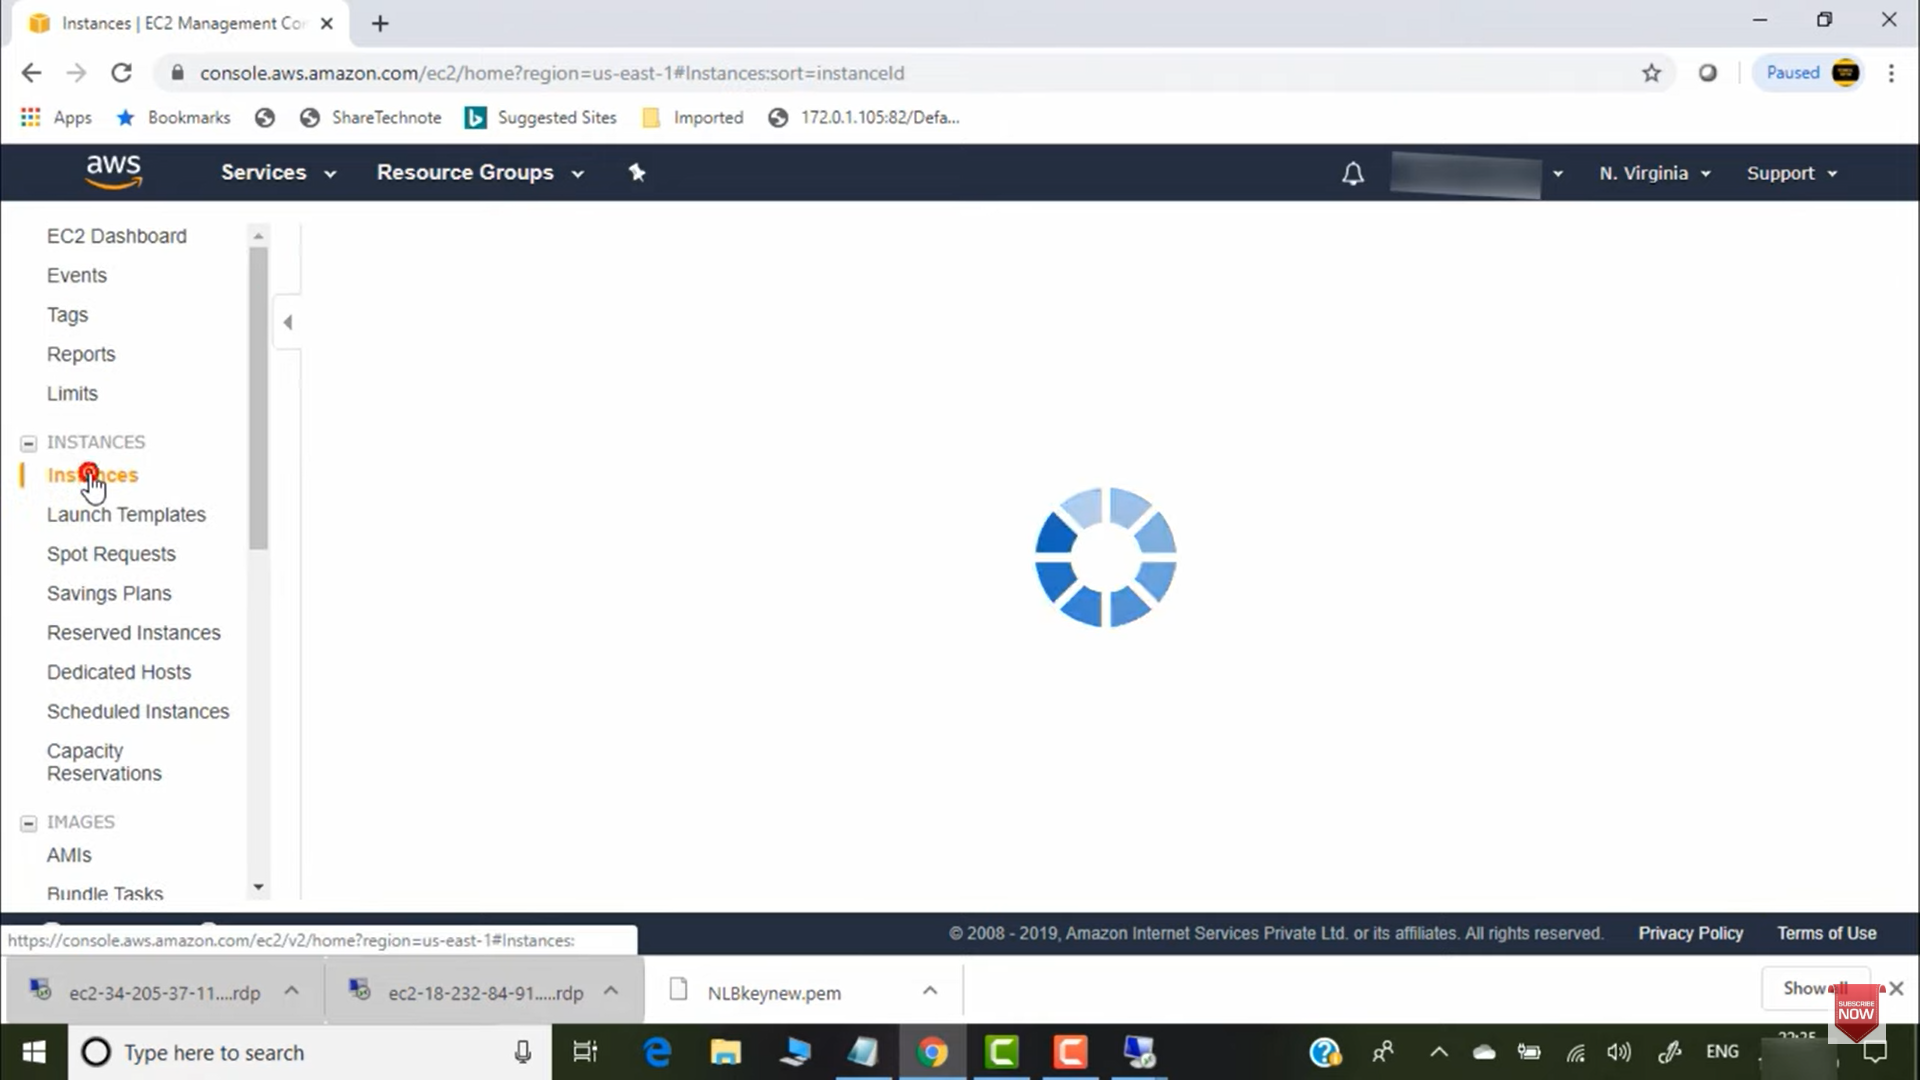 Instances | EC2 Management Co
console.aws.amazon.com/ec2/home?region=us-east-1#Instances:sort=instanceId
Paused
Apps
Bookmarks
ShareTechnote
Suggested Sites
Imported
172.0.1.105:82/Defa...
aws
Services
Resource Groups
N. Virginia
Support
EC2 Dashboard
Events
Tags
Reports
Limits
INSTANCES
Instances
Launch Templates
Spot Requests
Savings Plans
Reserved Instances
Dedicated Hosts
Scheduled Instances
Capacity
Reservations
IMAGES
AMIs
Bundle Tasks
https://console.aws.amazon.com/ec2/v2/home?region=us-east-1#Instances:
© 2008 - 2019, Amazon Internet Services Private Ltd. or its affiliates. All rights reserved.
Privacy Policy
Terms of Use
ec2-34-205-37-11....rdp
ec2-18-232-84-91.....rdp
NLBkeynew.pem
Show all
SUBSCRIBE
NOW
Type here to search
ENG